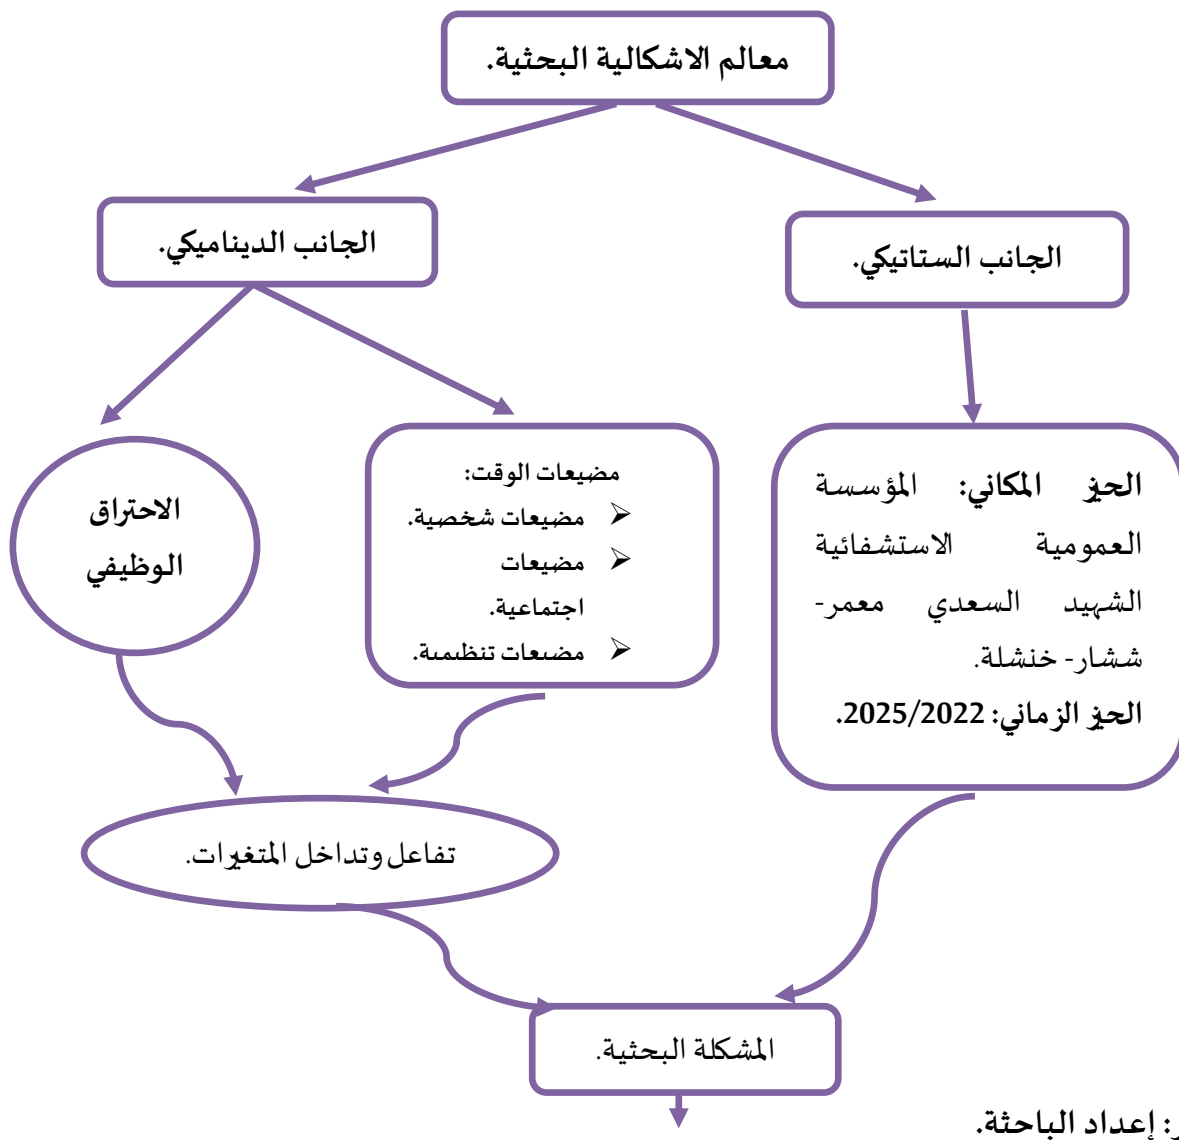 معالم الاشكالية البحثية.
الجانب الستاتيكي.
الجانب الديناميكي.
الحيز المكاني: المؤسسة
العمومية الاستشفائية
الشهيد السعدي معمر-
ششار- خنشلة.
الحيز الزماني: 2025/2022.
مضيعات الوقت:
⮚ مضيعات شخصية.
⮚ مضيعات
اجتماعية.
⮚ مضيعات تنظيمية.
الاحتراق
الوظيفي
تفاعل وتداخل المتغيرات.
المشكلة البحثية.
: إعداد الباحثة.